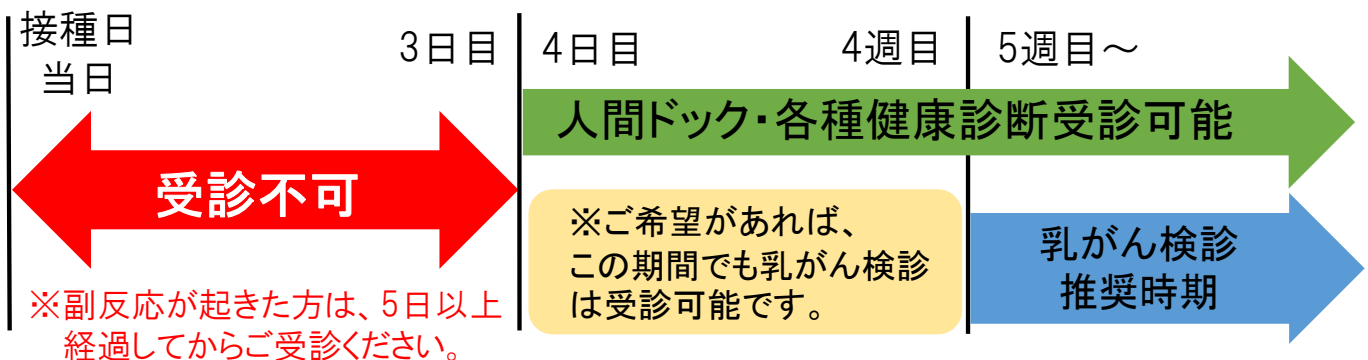 接種日
当日
3日目
4日目
4週目
5週目～
人間ドック・各種健康診断受診可能
受診不可
※ご希望があれば、
この期間でも乳がん検診
は受診可能です。
乳がん検診
推奨時期
※副反応が起きた方は、5日以上
経過してからご受診ください。